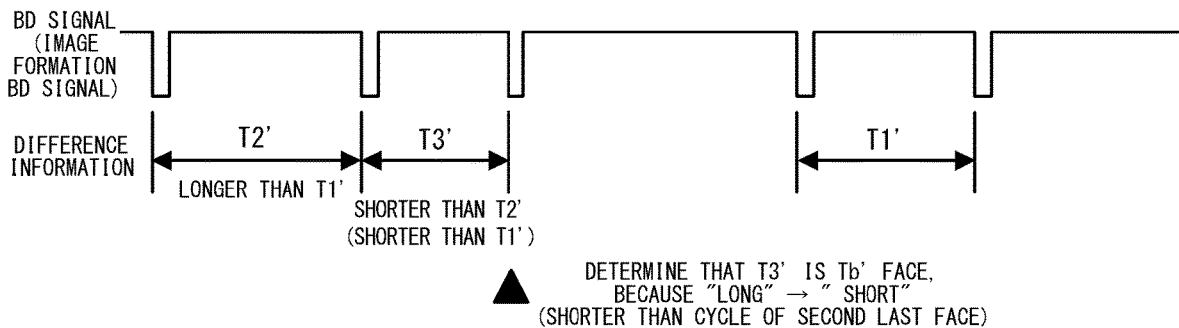 BD SIGNAL
(IMAGE
FORMATION
BD SIGNAL)
DIFFERENCE
INFORMATION
T2'
T3'
T1'
LONGER THAN T1'
SHORTER THAN T2'
(SHORTER THAN T1')
DETERMINE THAT T3' IS Tb' FACE,
BECAUSE "LONG" → " SHORT"
(SHORTER THAN CYCLE OF SECOND LAST FACE)